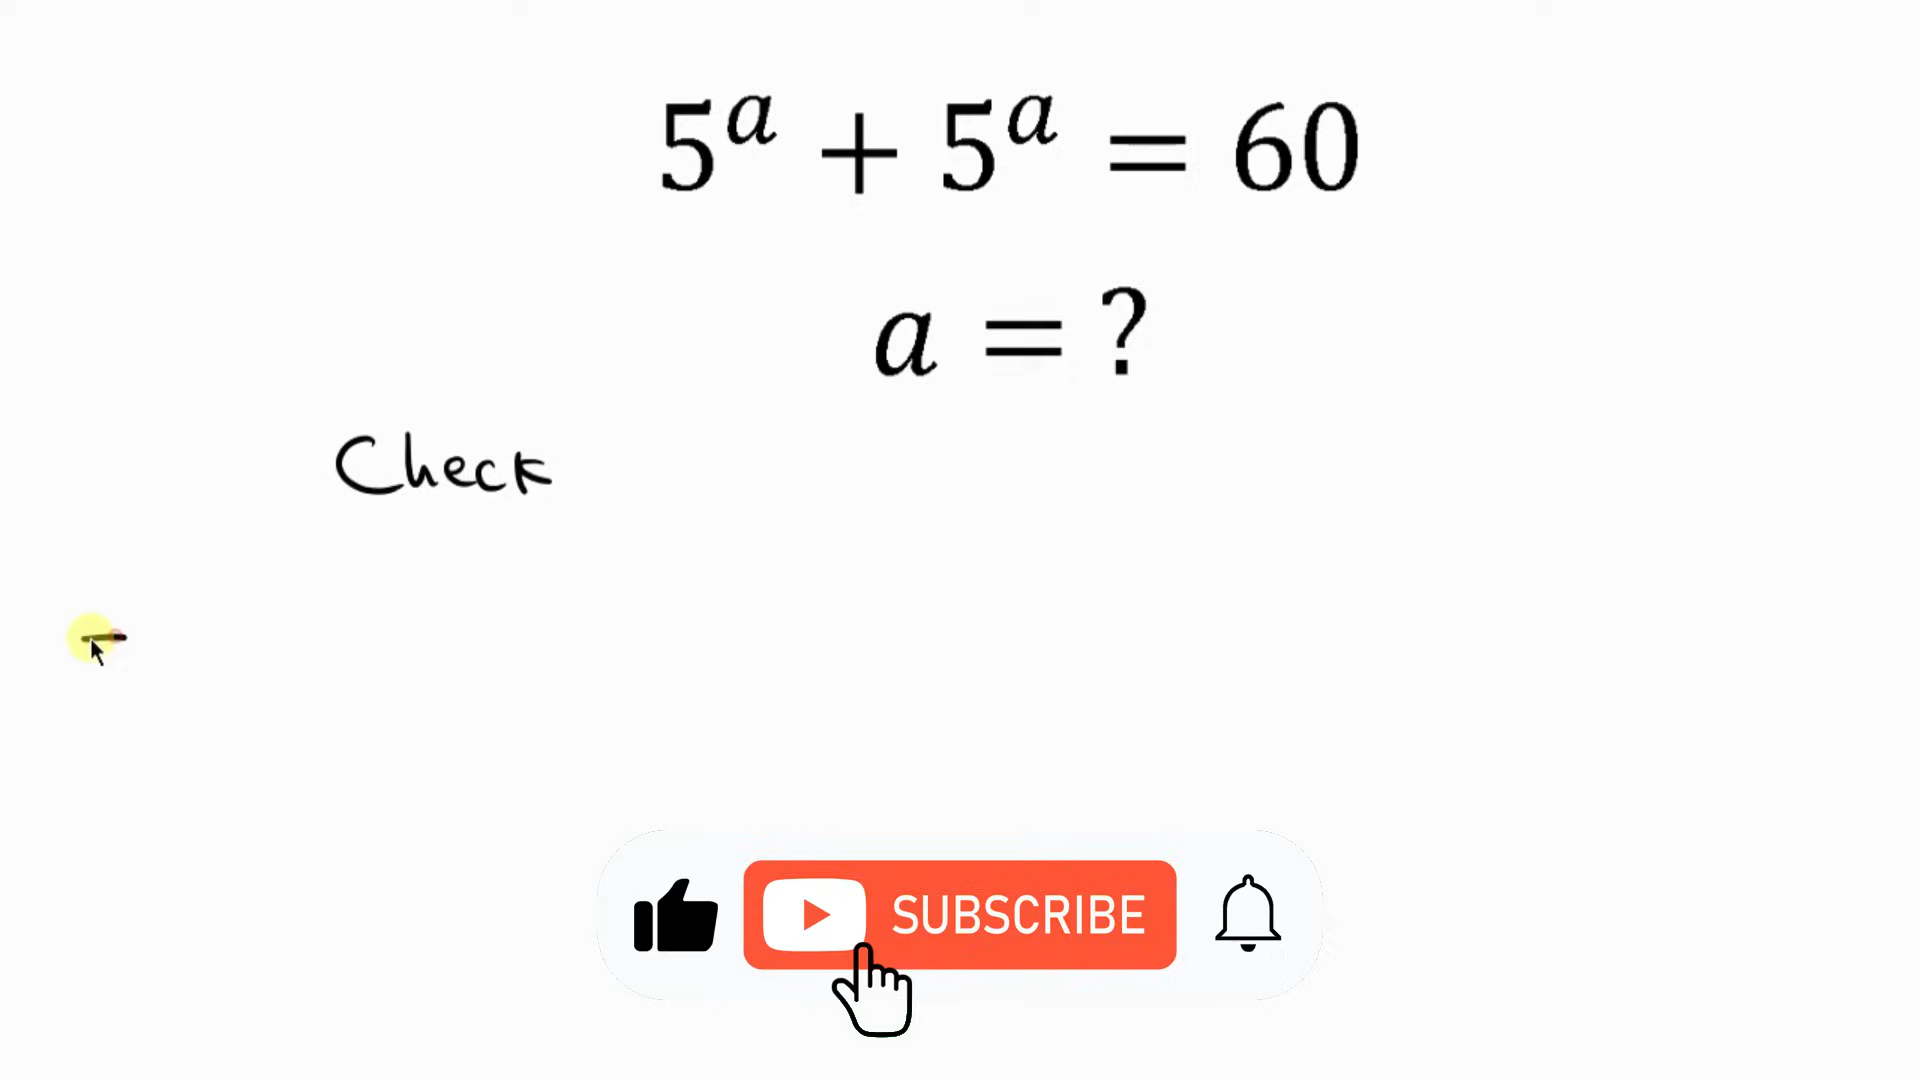 5^a + 5^a = 60
a = ?
Check
SUBSCRIBE